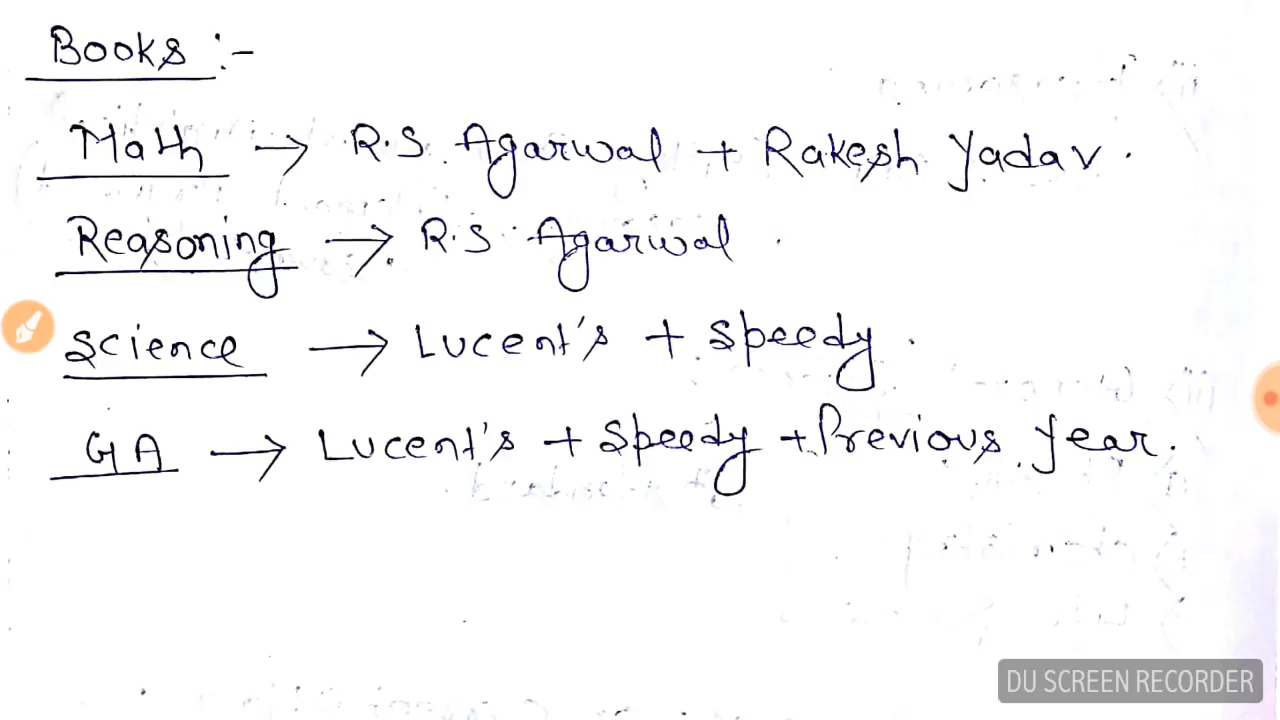 Books :-
Math → R.S. Agarwal + Rakesh Yadav.
Reasoning → R.S Agarwal
Science → Lucent's + Speedy.
GA → Lucent's + Speedy + Previous Year.
DU SCREEN RECORDER